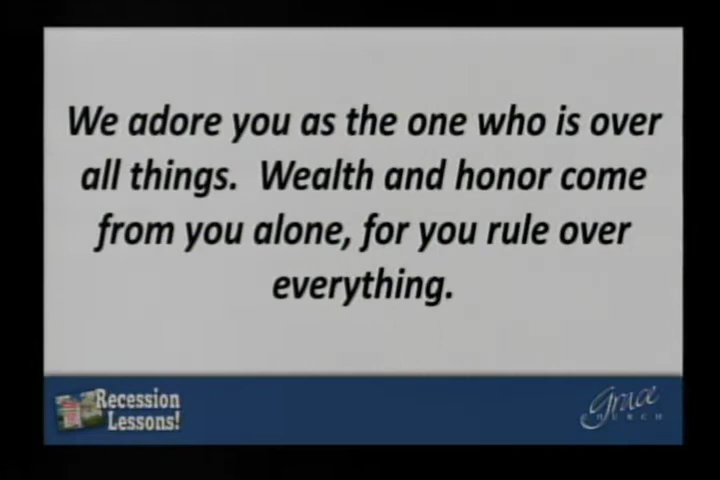 We adore you as the one who is over
all things.  Wealth and honor come
from you alone, for you rule over
everything.
Recession
Lessons!
Grace
CHURCH